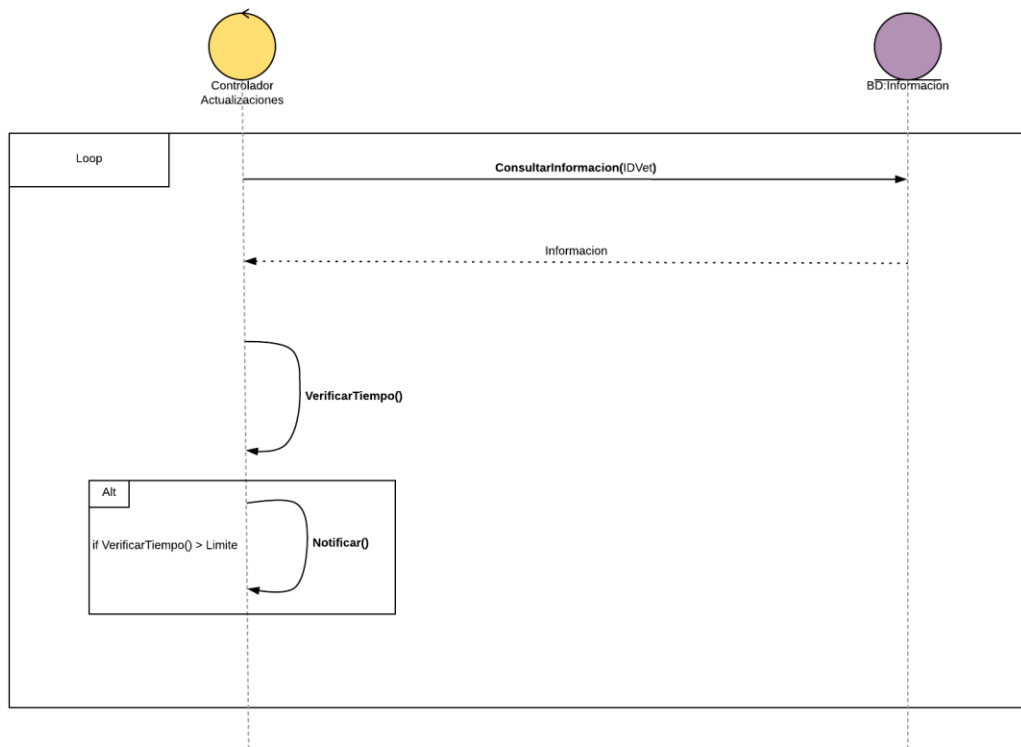 Controlador
Actualizaciones
BD:Informacion
Loop
ConsultarInformacion(IDVet)
Informacion
VerificarTiempo()
Alt
if VerificarTiempo() > Limite
Notificar()